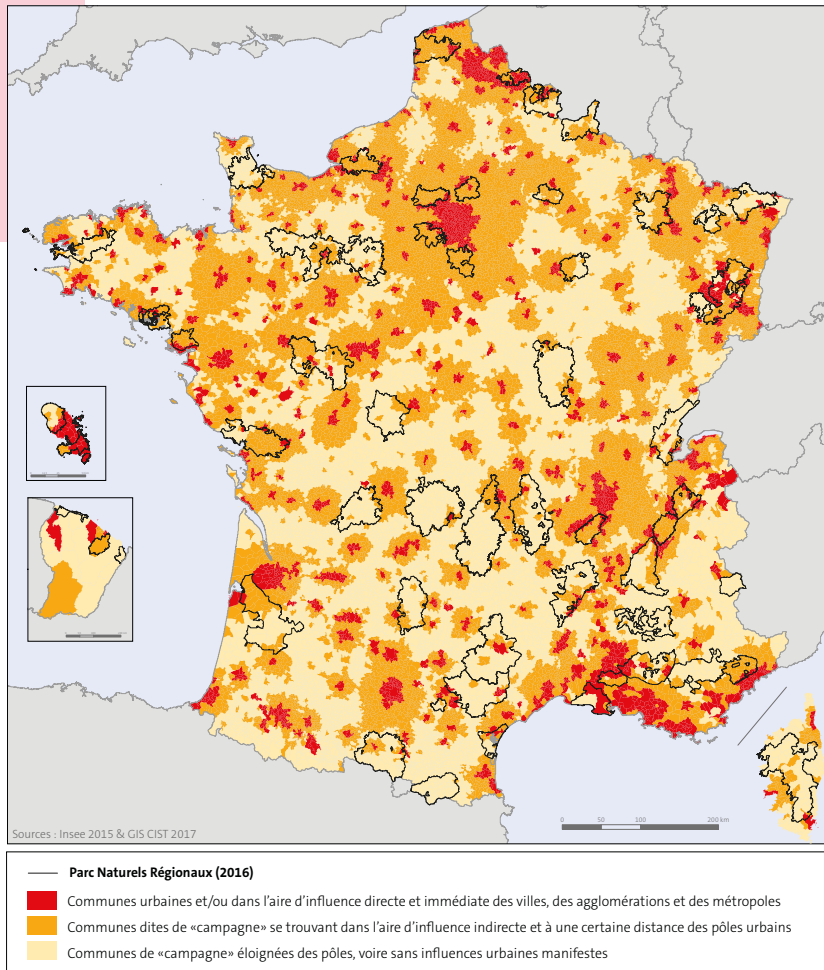 Sources : Insee 2015 & GIS CIST 2017
0 50 100 200 km
Parc Naturels Régionaux (2016)
Communes urbaines et/ou dans l'aire d'influence directe et immédiate des villes, des agglomérations et des métropoles
Communes dites de «campagne» se trouvant dans l'aire d'influence indirecte et à une certaine distance des pôles urbains
Communes de «campagne» éloignées des pôles, voire sans influences urbaines manifestes